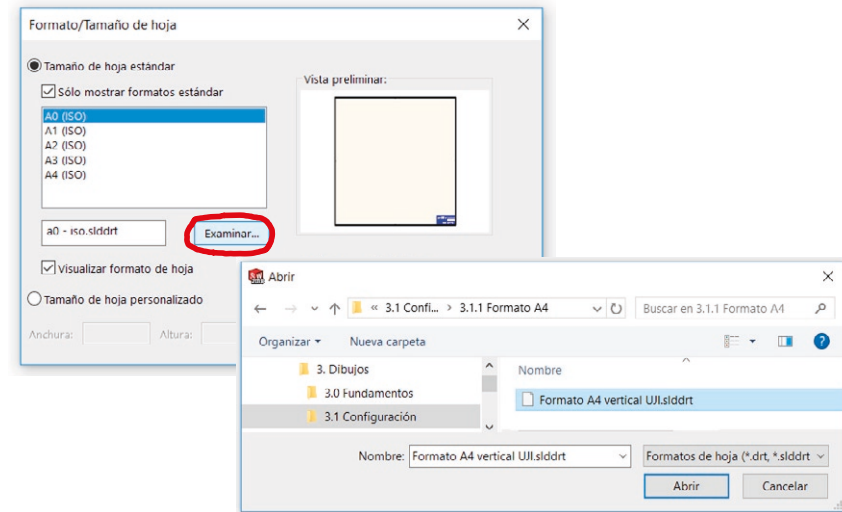 Formato/Tamaño de hoja
Tamaño de hoja estándar
Sólo mostrar formatos estándar
A0 (ISO)
A1 (ISO)
A2 (ISO)
A3 (ISO)
A4 (ISO)
a0 - iso.slddrt
Examinar...
Visualizar formato de hoja
Tamaño de hoja personalizado
Anchura:
Altura:
Vista preliminar:
Abrir
« 3.1 Confi... > 3.1.1 Formato A4
Buscar en 3.1.1 Formato A4
Organizar
Nueva carpeta
3. Dibujos
3.0 Fundamentos
3.1 Configuración
Nombre
Formato A4 vertical UJI.slddrt
Nombre: Formato A4 vertical UJI.slddrt
Formatos de hoja (*.drt, *.slddrt
Abrir
Cancelar